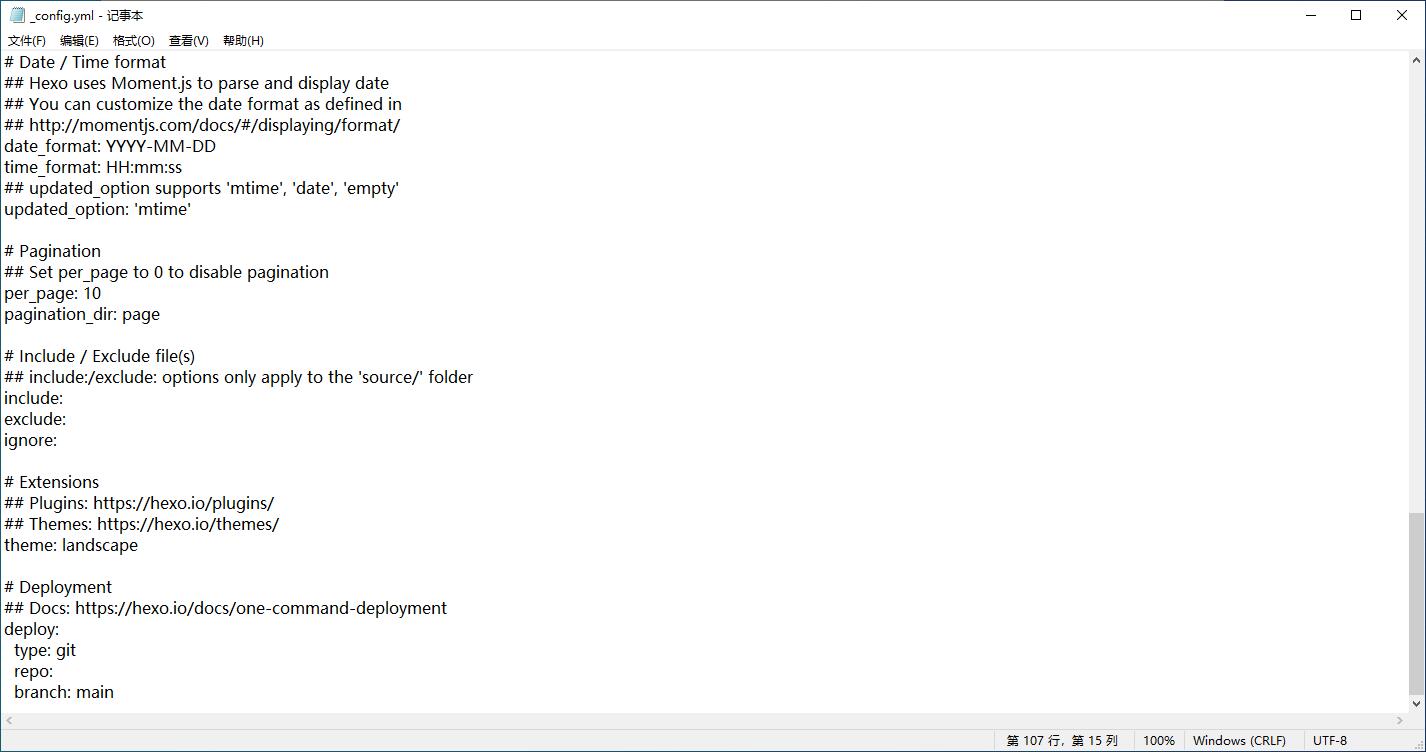 _config.yml - 记事本
文件(F) 编辑(E) 格式(O) 查看(V) 帮助(H)
# Date / Time format
## Hexo uses Moment.js to parse and display date
## You can customize the date format as defined in
## http://momentjs.com/docs/#/displaying/format/
date_format: YYYY-MM-DD
time_format: HH:mm:ss
## updated_option supports 'mtime', 'date', 'empty'
updated_option: 'mtime'
# Pagination
## Set per_page to 0 to disable pagination
per_page: 10
pagination_dir: page
# Include / Exclude file(s)
## include:/exclude: options only apply to the 'source/' folder
include:
exclude:
ignore:
# Extensions
## Plugins: https://hexo.io/plugins/
## Themes: https://hexo.io/themes/
theme: landscape
# Deployment
## Docs: https://hexo.io/docs/one-command-deployment
deploy:
  type: git
  repo:
  branch: main
第 107 行，第 15 列 100% Windows (CRLF) UTF-8